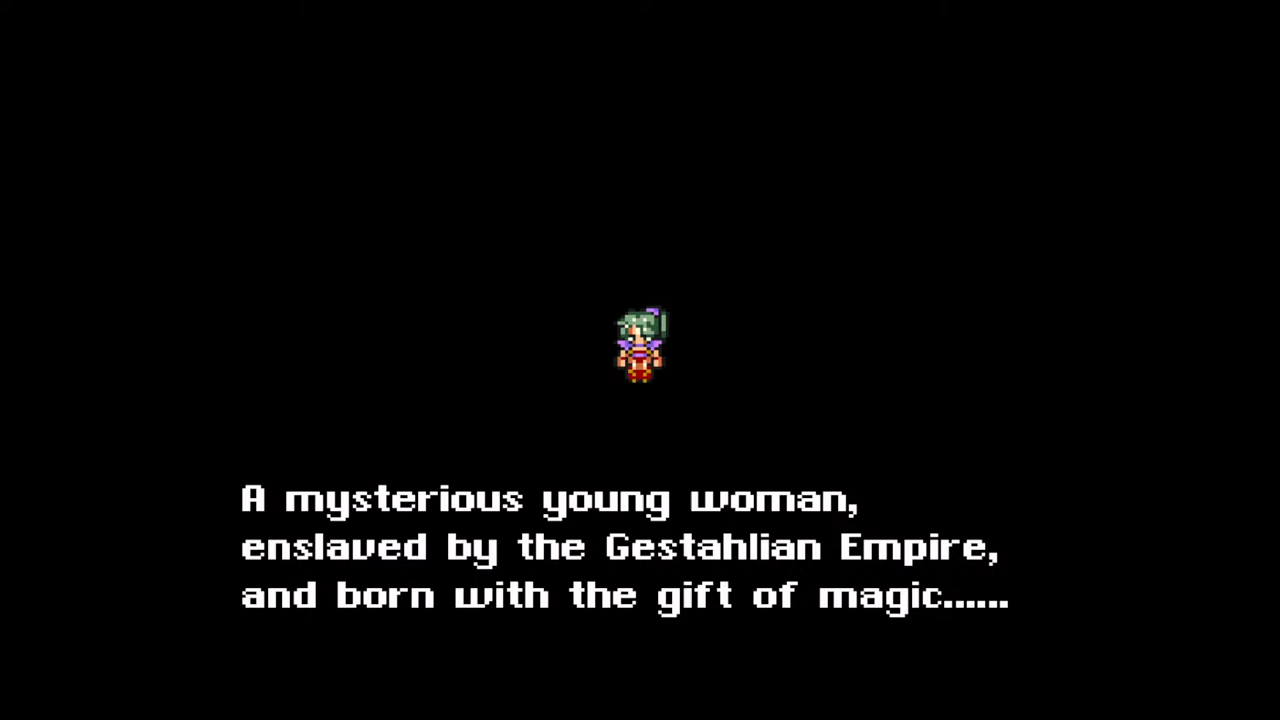 A mysterious young woman,
enslaved by the Gestahlian Empire,
and born with the gift of magic......